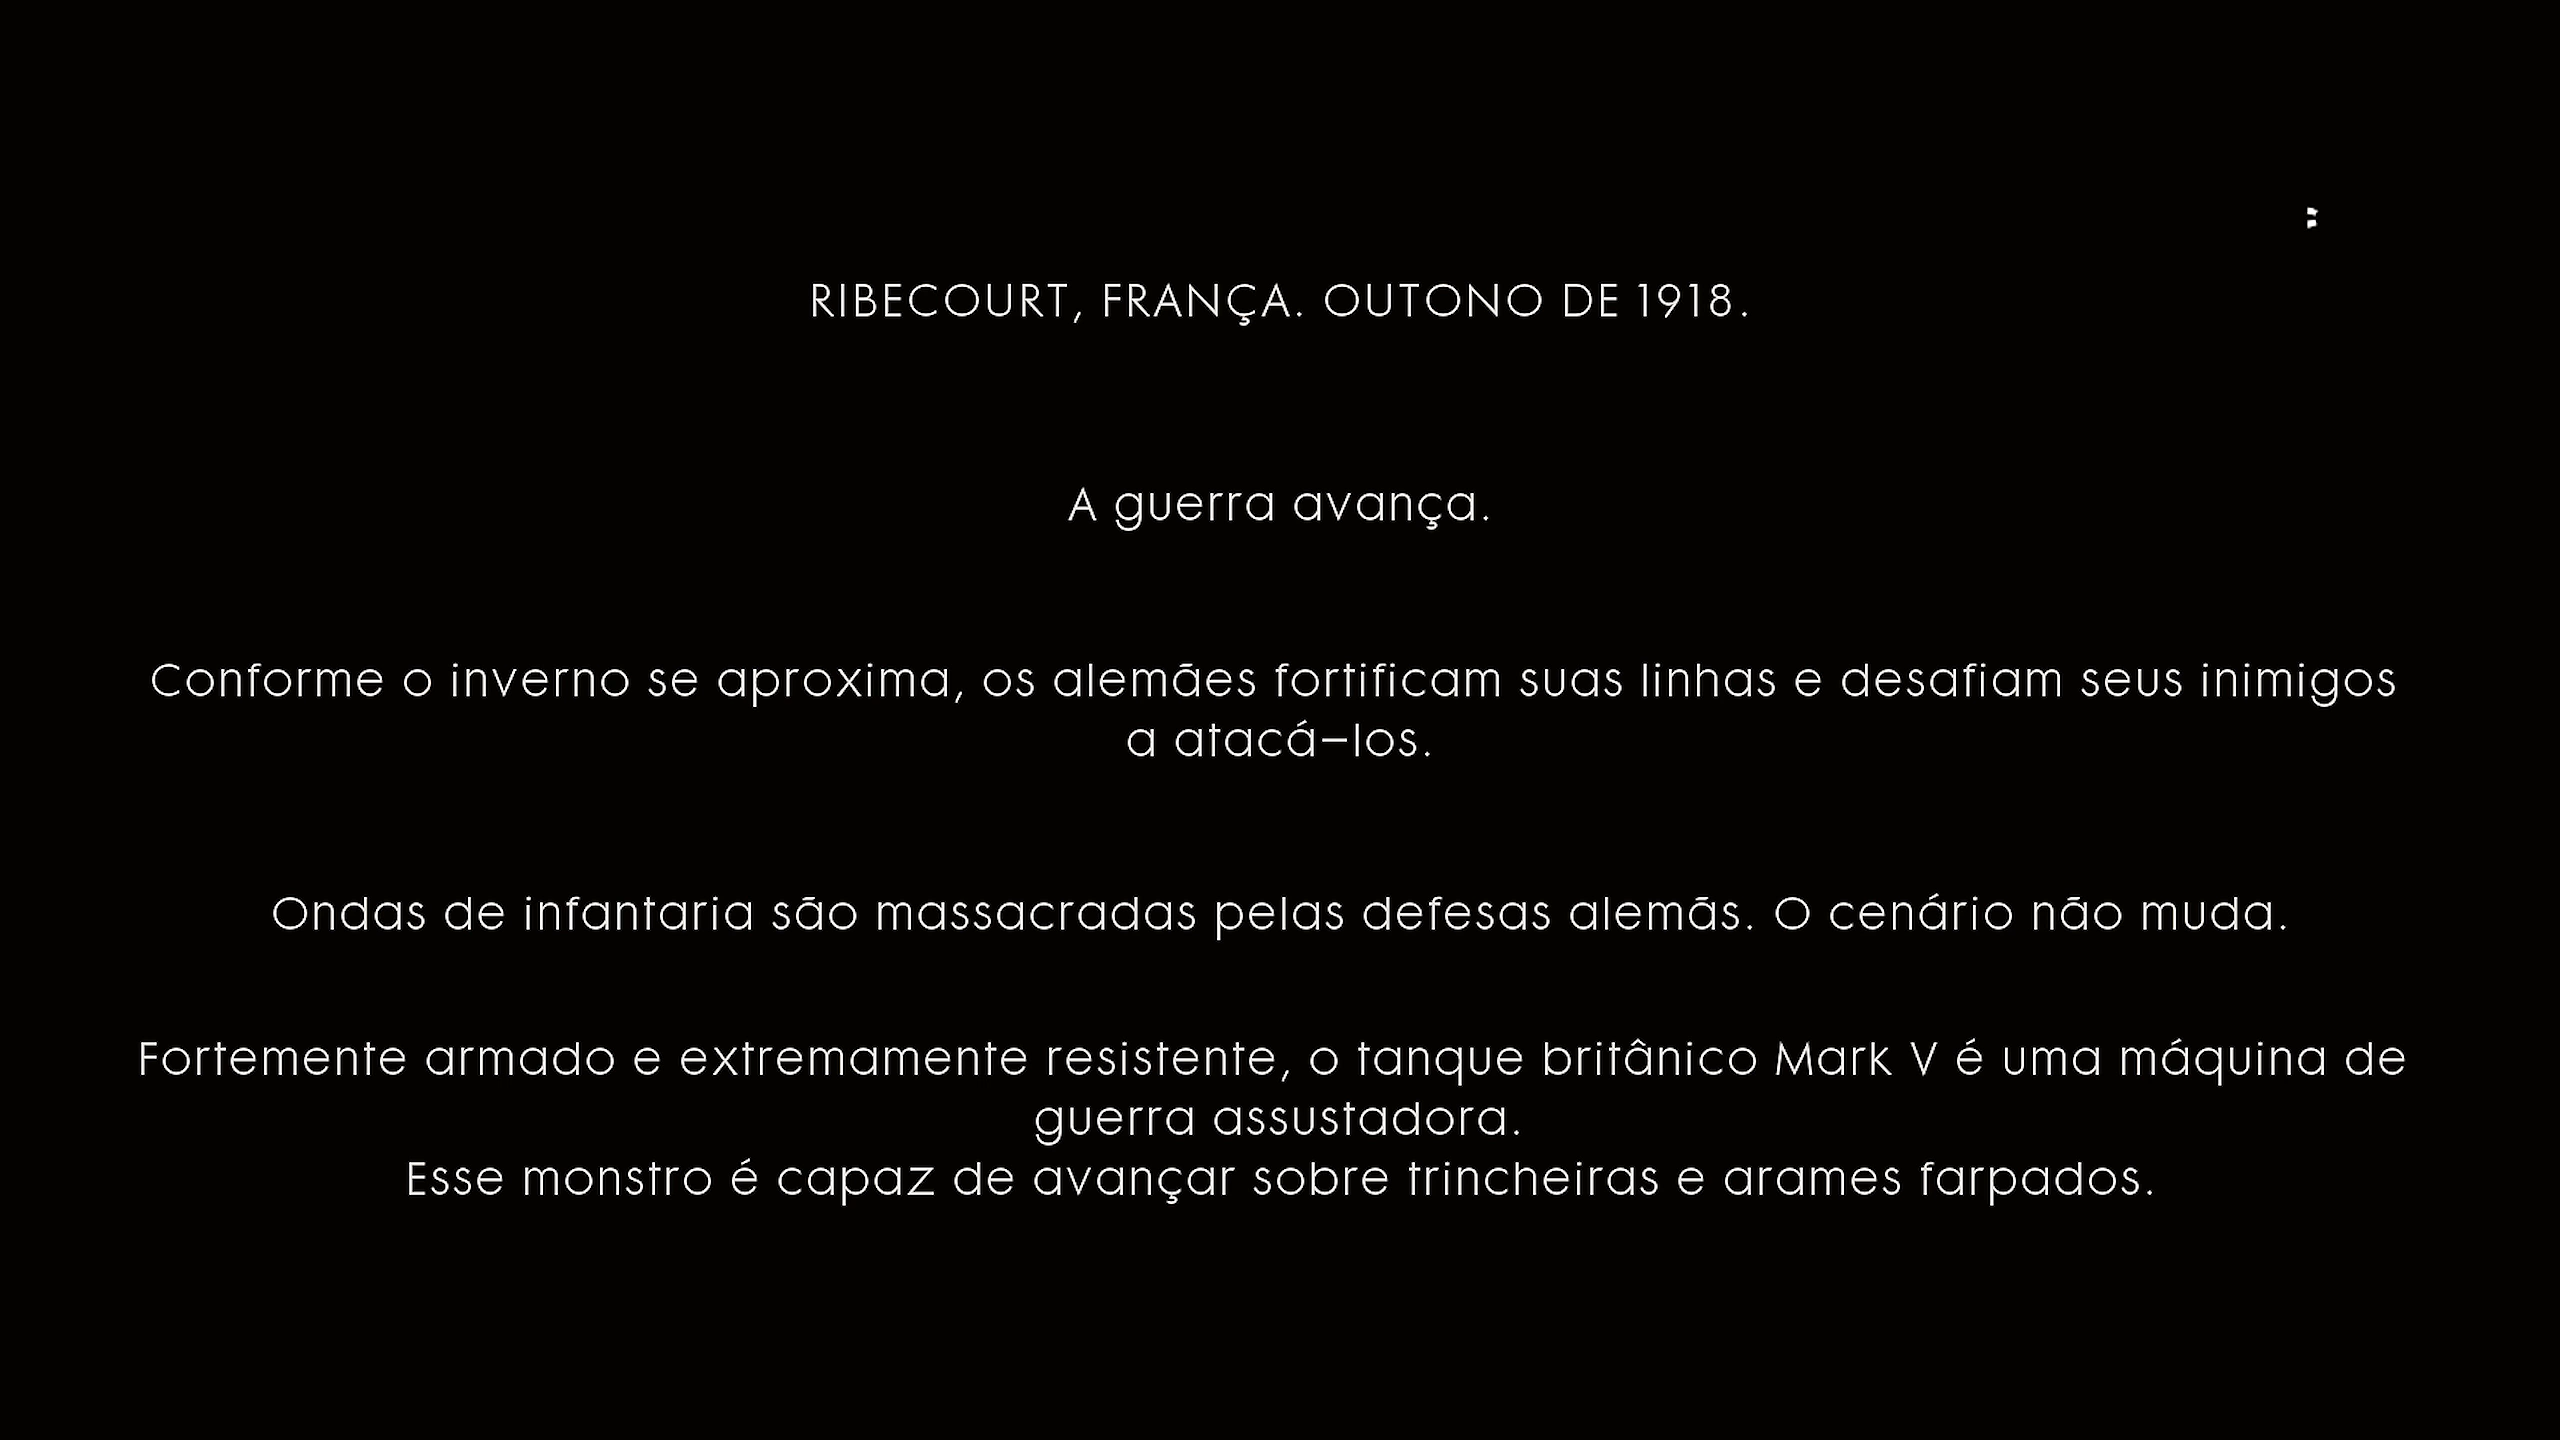 RIBECOURT, FRANÇA. OUTONO DE 1918.
A guerra avança.
Conforme o inverno se aproxima, os alemães fortificam suas linhas e desafiam seus inimigos
a atacá-los.
Ondas de infantaria são massacradas pelas defesas alemãs. O cenário não muda.
Fortemente armado e extremamente resistente, o tanque britânico Mark V é uma máquina de
guerra assustadora.
Esse monstro é capaz de avançar sobre trincheiras e arames farpados.